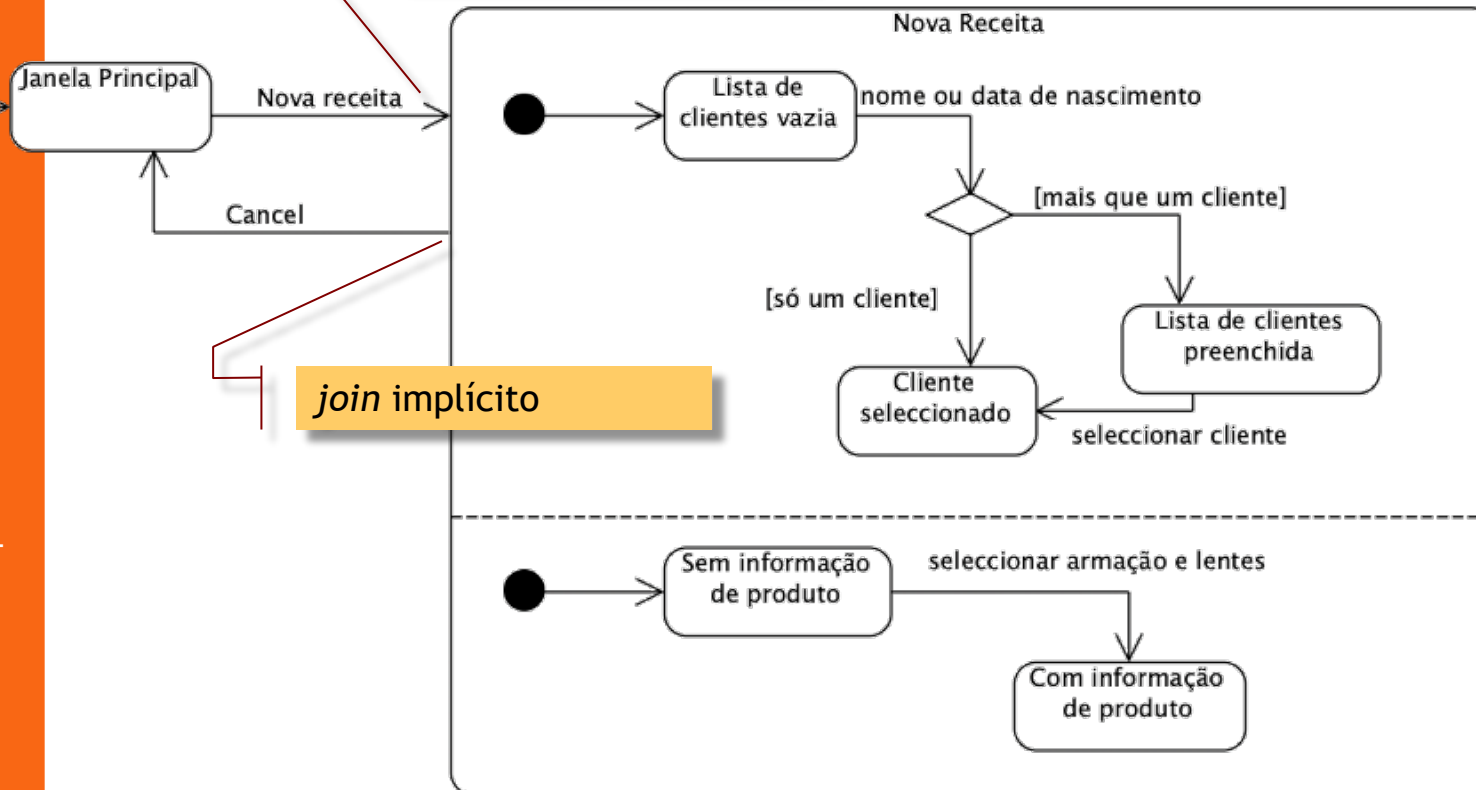 Nova Receita
Janela Principal
Nova receita
Cancel
Lista de
clientes vazia
nome ou data de nascimento
[mais que um cliente]
[só um cliente]
Lista de clientes
preenchida
Cliente
seleccionado
seleccionar cliente
join implícito
Sem informação
de produto
seleccionar armação e lentes
Com informação
de produto